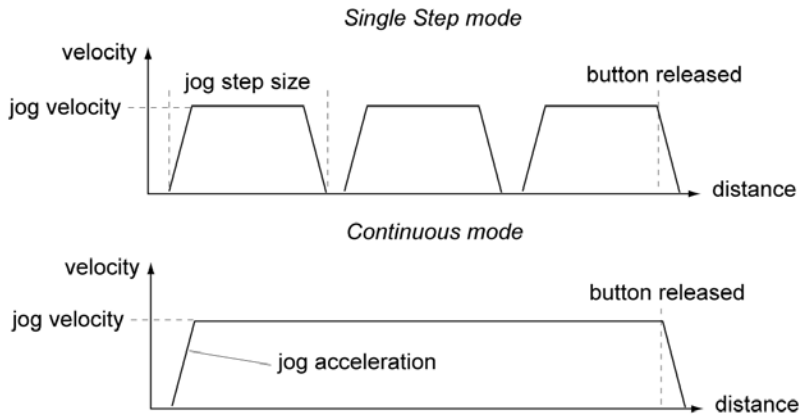 Single Step mode
velocity
jog step size
button released
jog velocity
distance
Continuous mode
velocity
button released
jog velocity
jog acceleration
distance